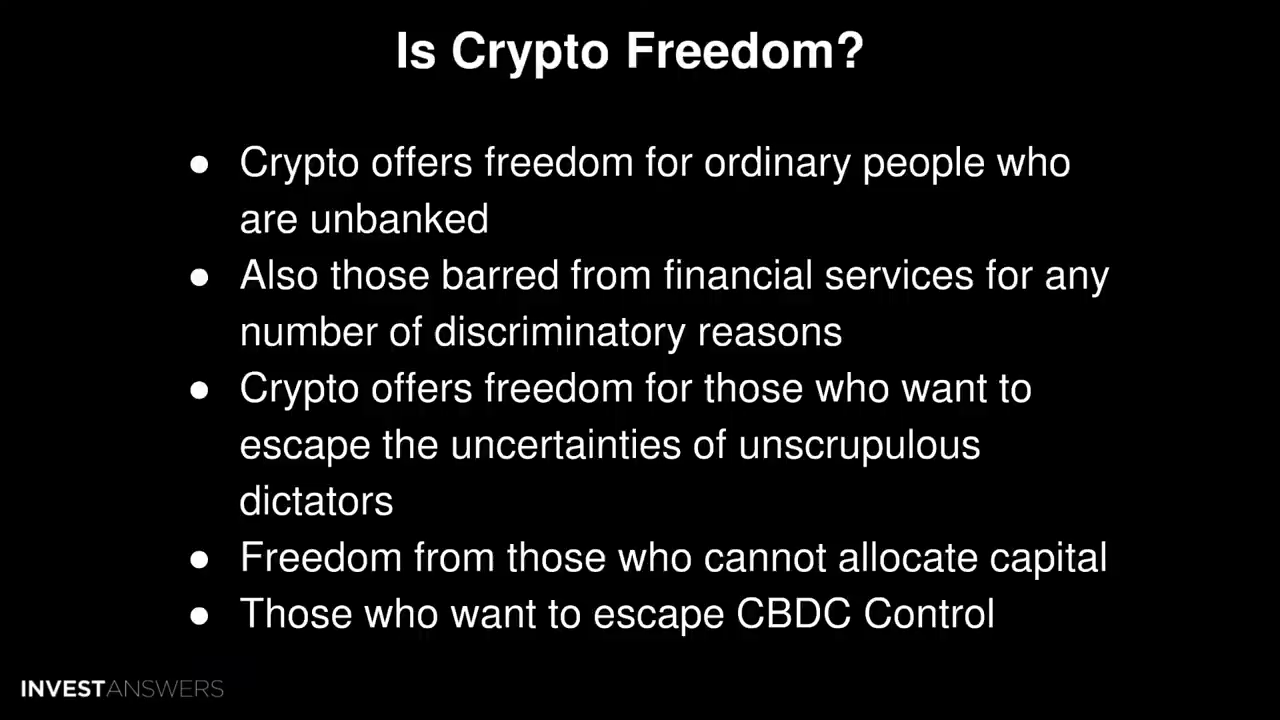 Is Crypto Freedom?
● Crypto offers freedom for ordinary people who
are unbanked
● Also those barred from financial services for any
number of discriminatory reasons
● Crypto offers freedom for those who want to
escape the uncertainties of unscrupulous
dictators
● Freedom from those who cannot allocate capital
● Those who want to escape CBDC Control
INVESTANSWERS